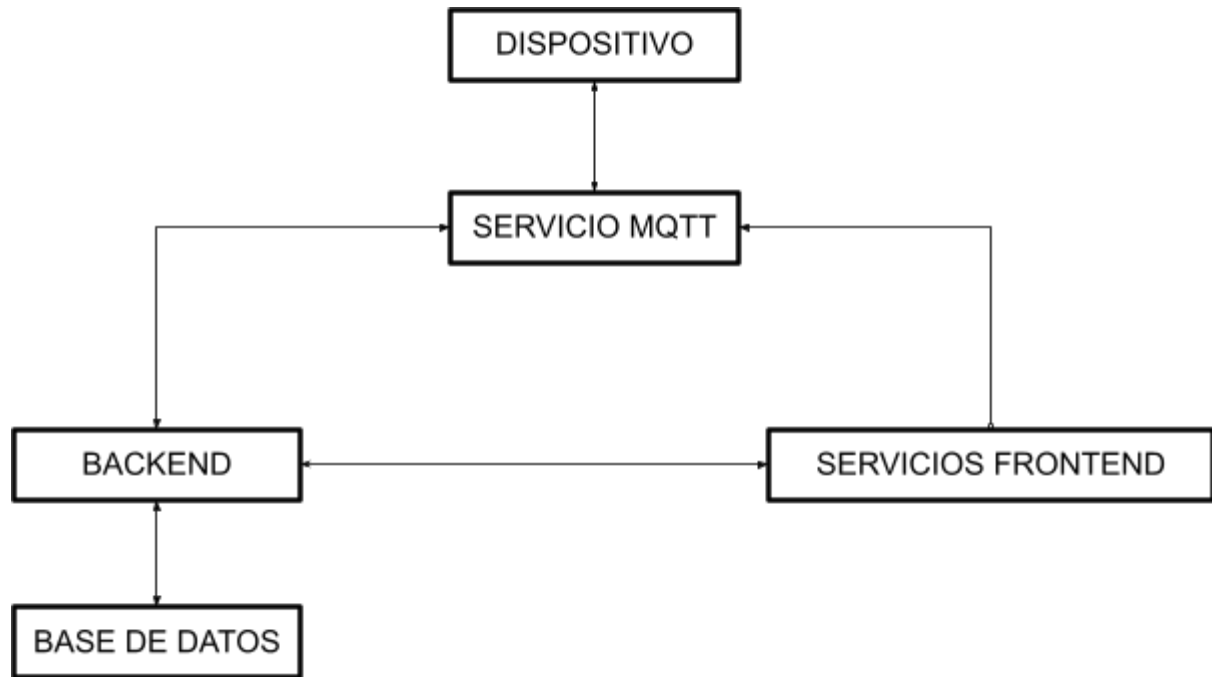 DISPOSITIVO
SERVICIO MQTT
BACKEND
SERVICIOS FRONTEND
BASE DE DATOS